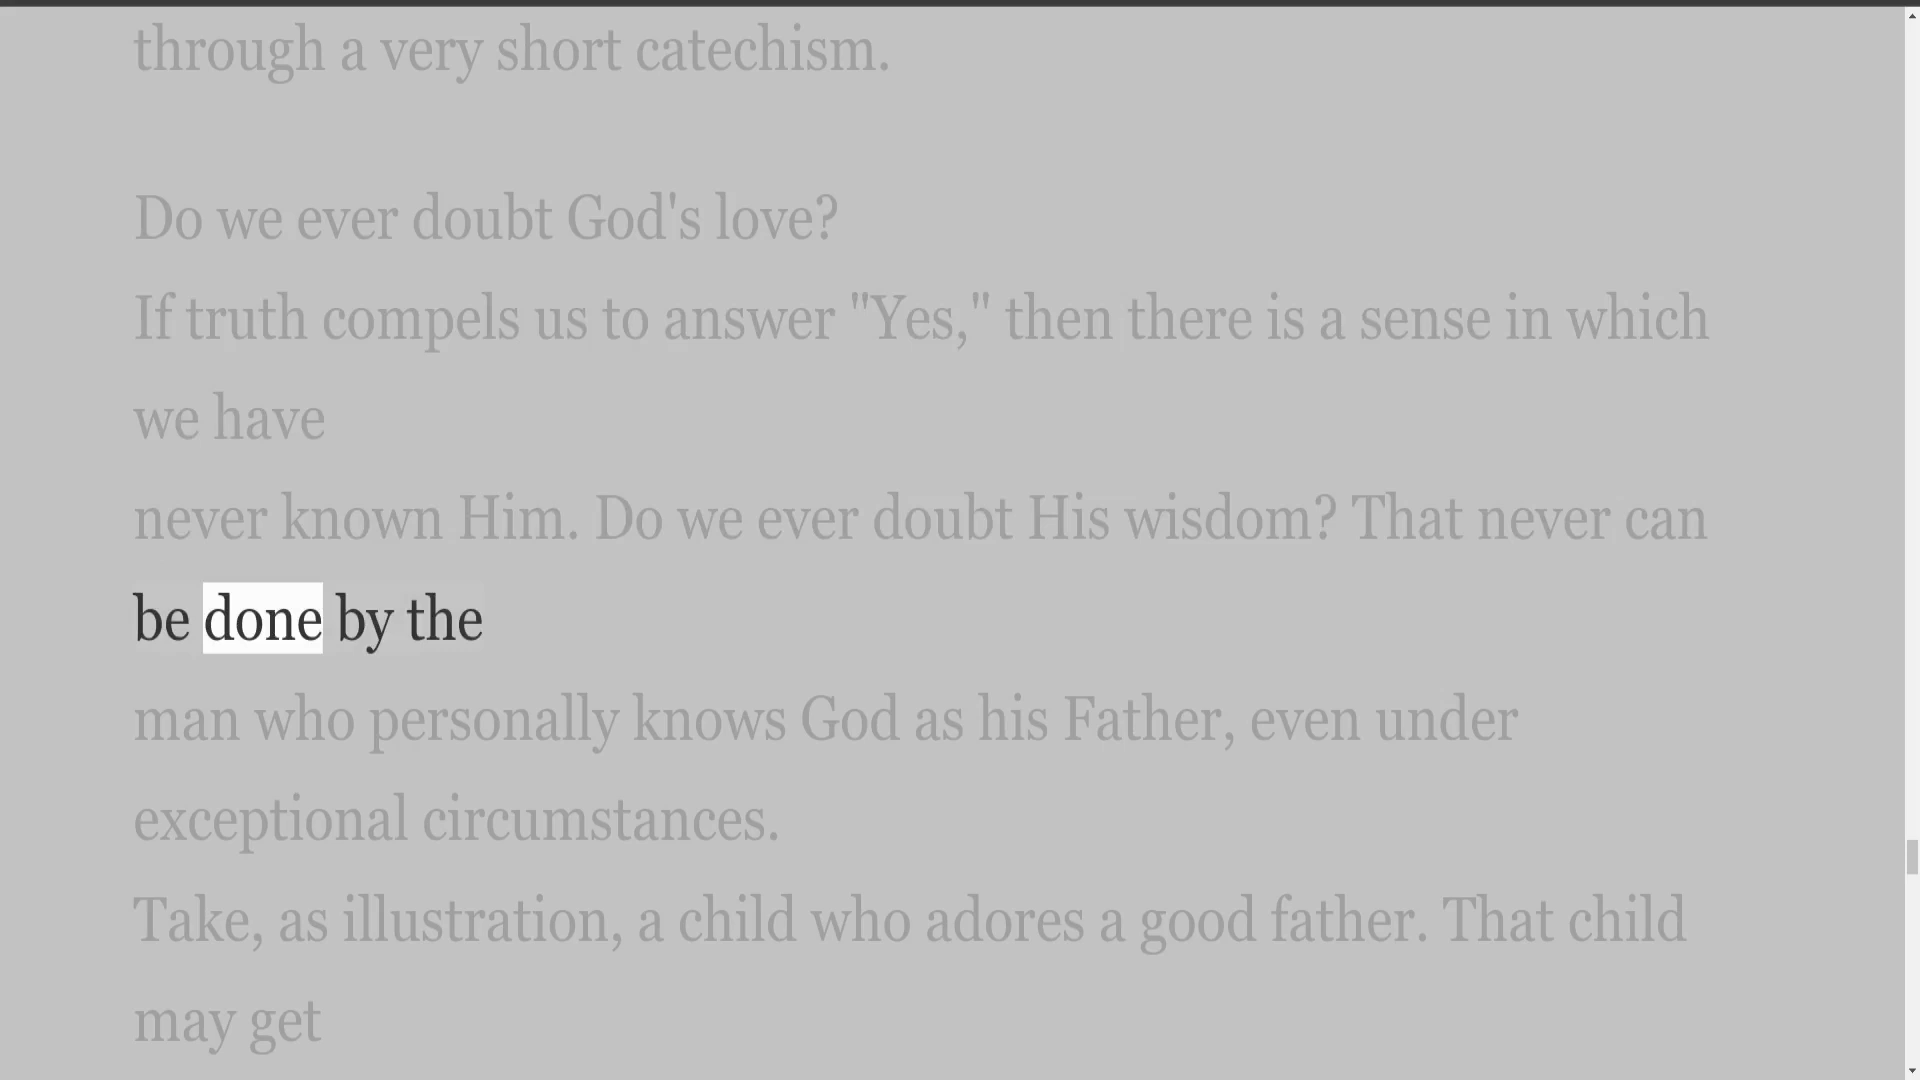 through a very short catechism.
Do we ever doubt God's love?
If truth compels us to answer "Yes," then there is a sense in which
we have
never known Him. Do we ever doubt His wisdom? That never can
be done by the
man who personally knows God as his Father, even under
exceptional circumstances.
Take, as illustration, a child who adores a good father. That child
may get